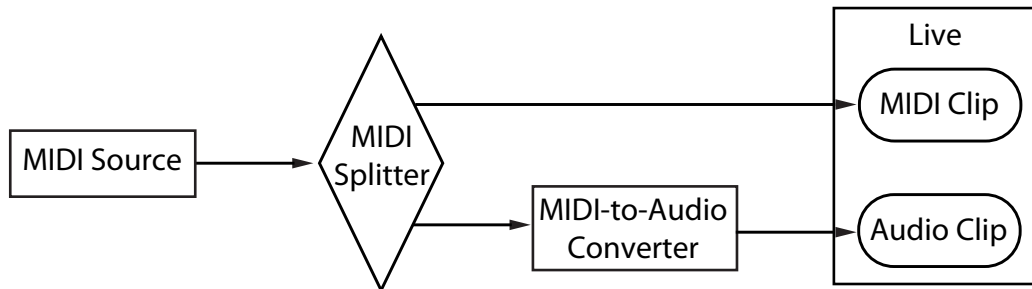 Live
MIDI Clip
MIDI
Splitter
MIDI Source
MIDI-to-Audio
Converter
Audio Clip